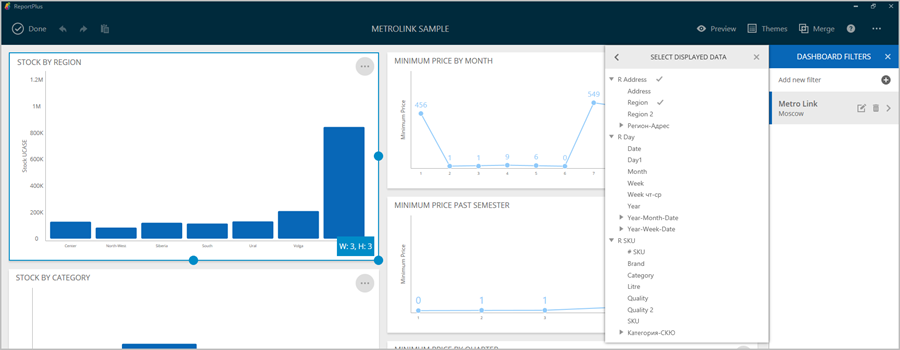 ReportPlus
Done
METROLINK SAMPLE
Preview
Themes
Merge
STOCK BY REGION
1.2M
1M
800K
600K
400K
200K
0
Stock UCASE
Center
North-West
Siberia
South
Ural
Volga
W: 3, H: 3
STOCK BY CATEGORY
MINIMUM PRICE BY MONTH
Minimum Price
456
1
1
9
6
0
549
1
2
3
4
5
6
7
MINIMUM PRICE PAST SEMESTER
Minimum Price
0
1
1
1
2
3
MINIMUM PRICE BY QUARTER
SELECT DISPLAYED DATA
R Address
Address
Region
Region 2
Регион-Адрес
R Day
Date
Day1
Month
Week
Week чт-ср
Year
Year-Month-Date
Year-Week-Date
R SKU
# SKU
Brand
Category
Litre
Quality
Quality 2
SKU
Категория-СКЮ
DASHBOARD FILTERS
Add new filter
Metro Link
Moscow